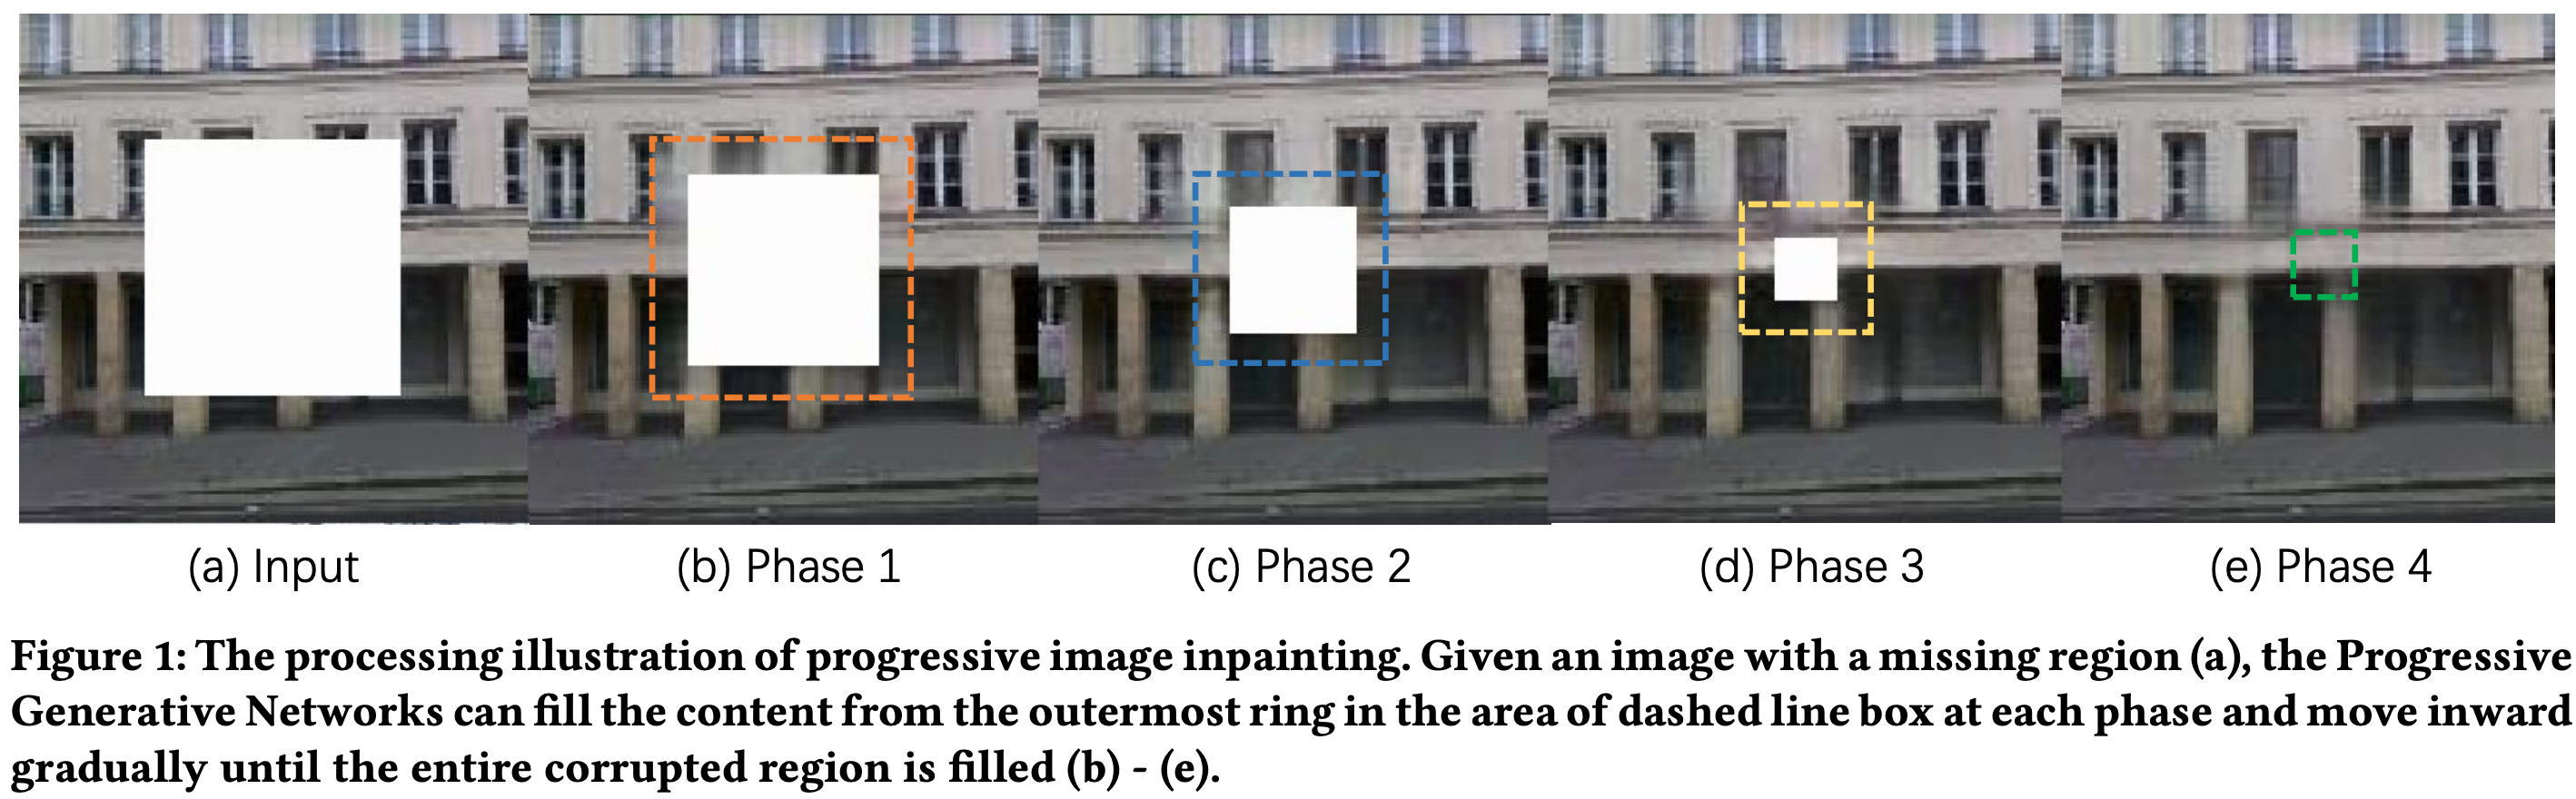 (a) Input
(b) Phase 1
(c) Phase 2
(d) Phase 3
(e) Phase 4
Figure 1: The processing illustration of progressive image inpainting. Given an image with a missing region (a), the Progressive
Generative Networks can fill the content from the outermost ring in the area of dashed line box at each phase and move inward
gradually until the entire corrupted region is filled (b) - (e).